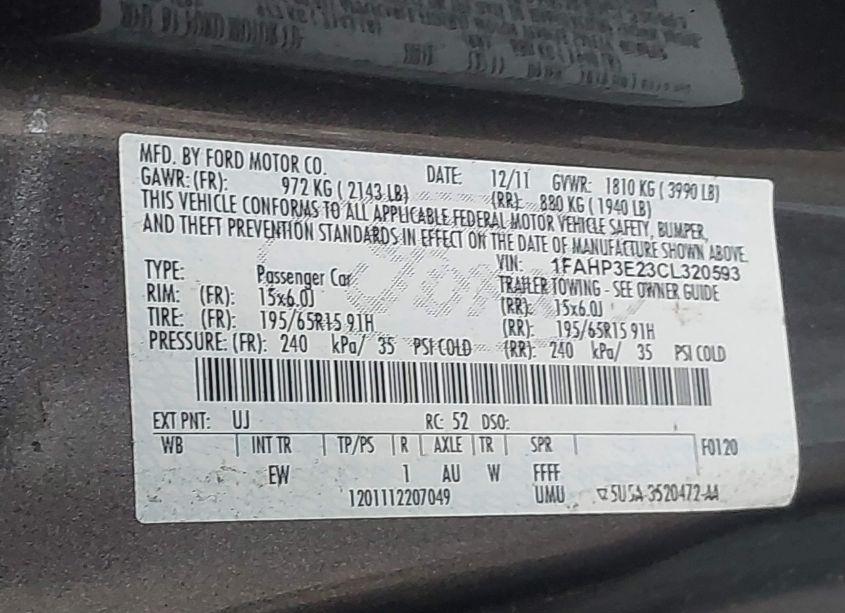 MFD. BY FORD MOTOR CO. DATE: 12/11 GVWR: 1810 KG ( 3990 LB)
GAWR:(FR): 972 KG ( 2143 LB) (RR): 880 KG ( 1940 LB)
THIS VEHICLE CONFORMS TO ALL APPLICABLE FEDERAL MOTOR VEHICLE SAFETY, BUMPER,
AND THEFT PREVENTION STANDARDS IN EFFECT ON THE DATE OF MANUFACTURE SHOWN ABOVE.
VIN: 1FAHP3E23CL320593
TYPE: Passenger Car TRAILER TOWING - SEE OWNER GUIDE
RIM: (FR): 15x6.0J (RR): 15x6.0J
TIRE: (FR): 195/65R15 91H (RR): 195/65R15 91H
PRESSURE: (FR): 240 kPa/ 35 PSI COLD (RR): 240 kPa/ 35 PSI COLD
EXT PNT: UJ RC: 52 DSO:
WB INT TR TP/PS R AXLE TR SPR F0120
EW 1 AU W FFFF
1201112207049 UMU 5U5A-3520472-AA